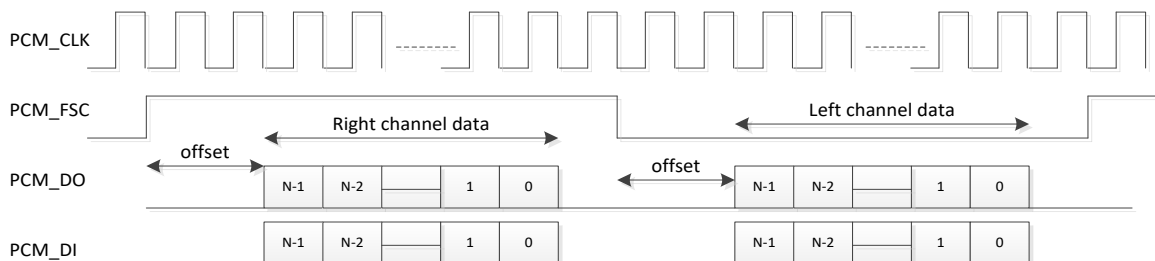 PCM_CLK
PCM_FSC
Right channel data
Left channel data
offset
offset
PCM_DO
N-1 N-2 1 0
N-1 N-2 1 0
PCM_DI
N-1 N-2 1 0
N-1 N-2 1 0